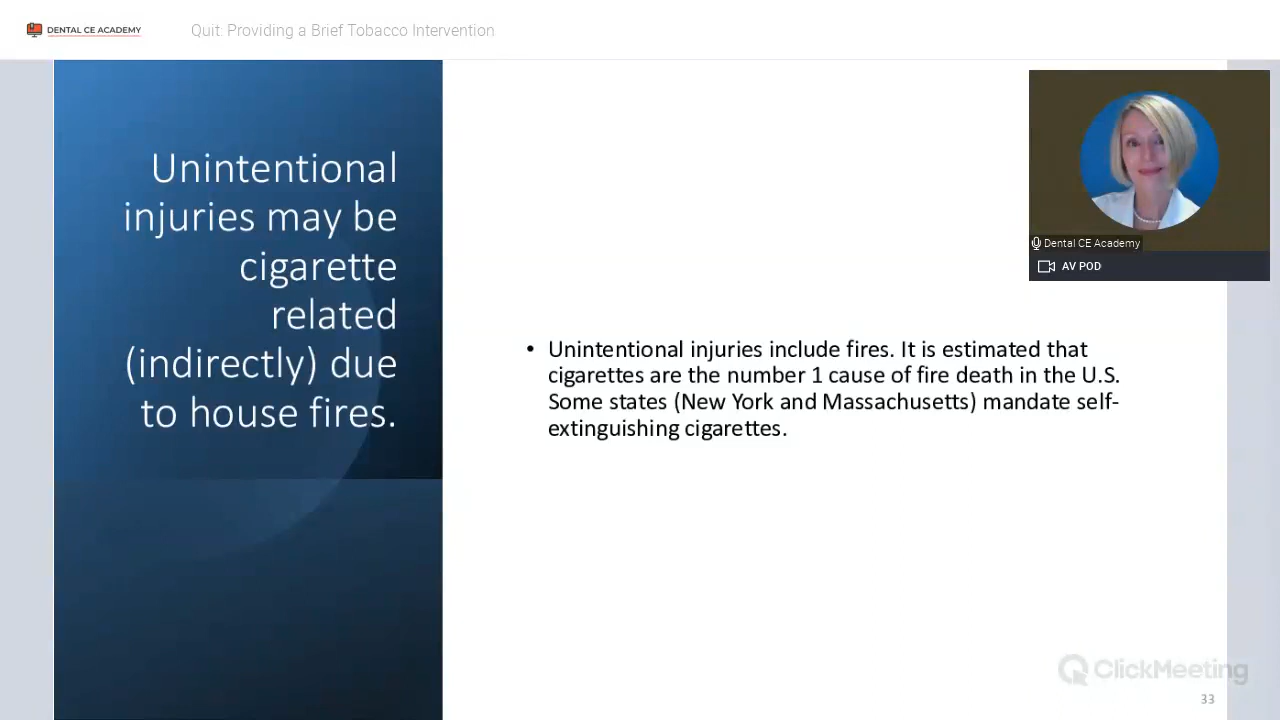 DENTAL CE ACADEMY
Quit: Providing a Brief Tobacco Intervention
Unintentional
injuries may be
cigarette
related
(indirectly) due
to house fires.
• Unintentional injuries include fires. It is estimated that
cigarettes are the number 1 cause of fire death in the U.S.
Some states (New York and Massachusetts) mandate self-
extinguishing cigarettes.
Dental CE Academy
AV POD
ClickMeeting
33